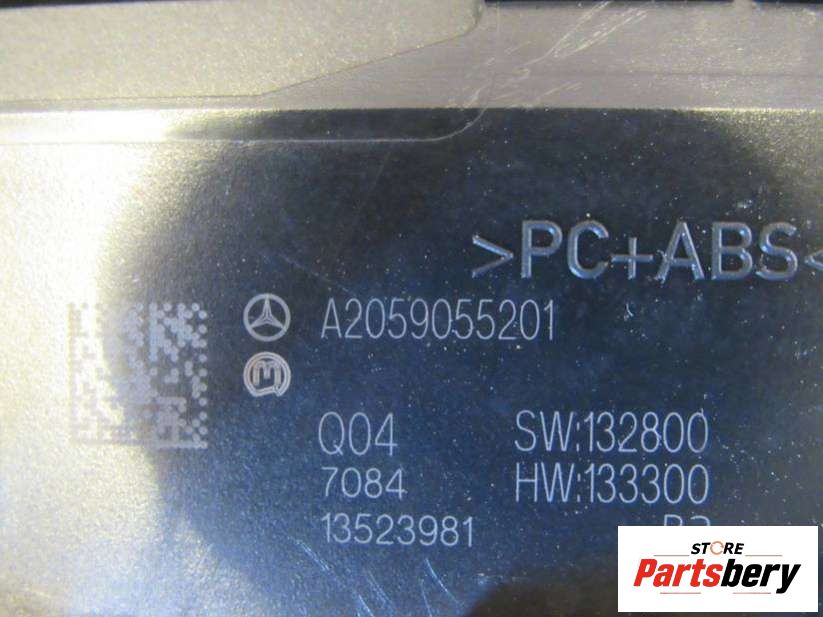 >PC+ABS<
A2059055201
Q04 SW:132800
7084 HW:133300
13523981
STORE
Partsbery